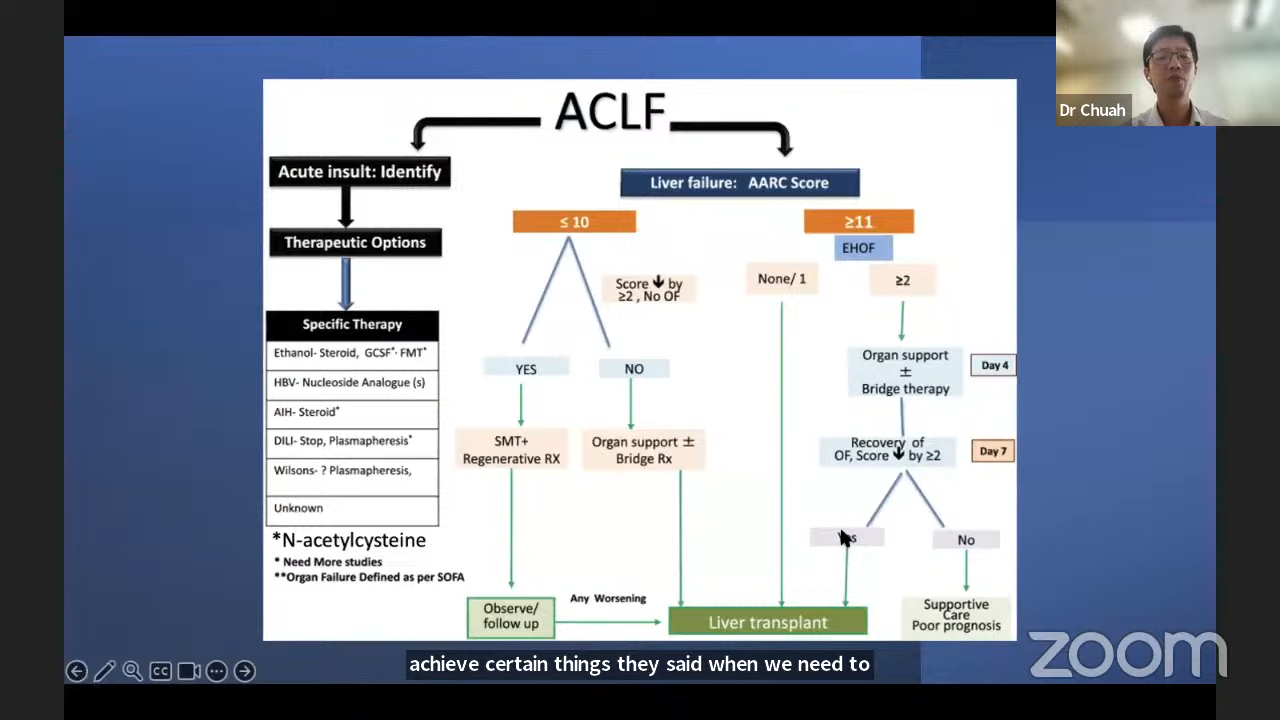 Dr Chuah
ACLF
Acute insult: Identify
Therapeutic Options
Specific Therapy
Ethanol- Steroid, GCSF*, FMT*
HBV- Nucleoside Analogue (s)
AIH- Steroid*
DILI- Stop, Plasmapheresis*
Wilsons- ? Plasmapheresis,
Unknown
*N-acetylcysteine
* Need More studies
**Organ Failure Defined as per SOFA
Liver failure: AARC Score
≤ 10
Score ↓ by
≥2 , No OF
YES
NO
SMT+
Regenerative RX
Organ support ±
Bridge Rx
Observe/
follow up
Any Worsening
≥11
EHOF
None/ 1
≥2
Organ support
±
Bridge therapy
Day 4
Recovery of
OF, Score ↓ by ≥2
Day 7
Yes
No
Liver transplant
Supportive
Care
Poor prognosis
CC
achieve certain things they said when we need to
zoom